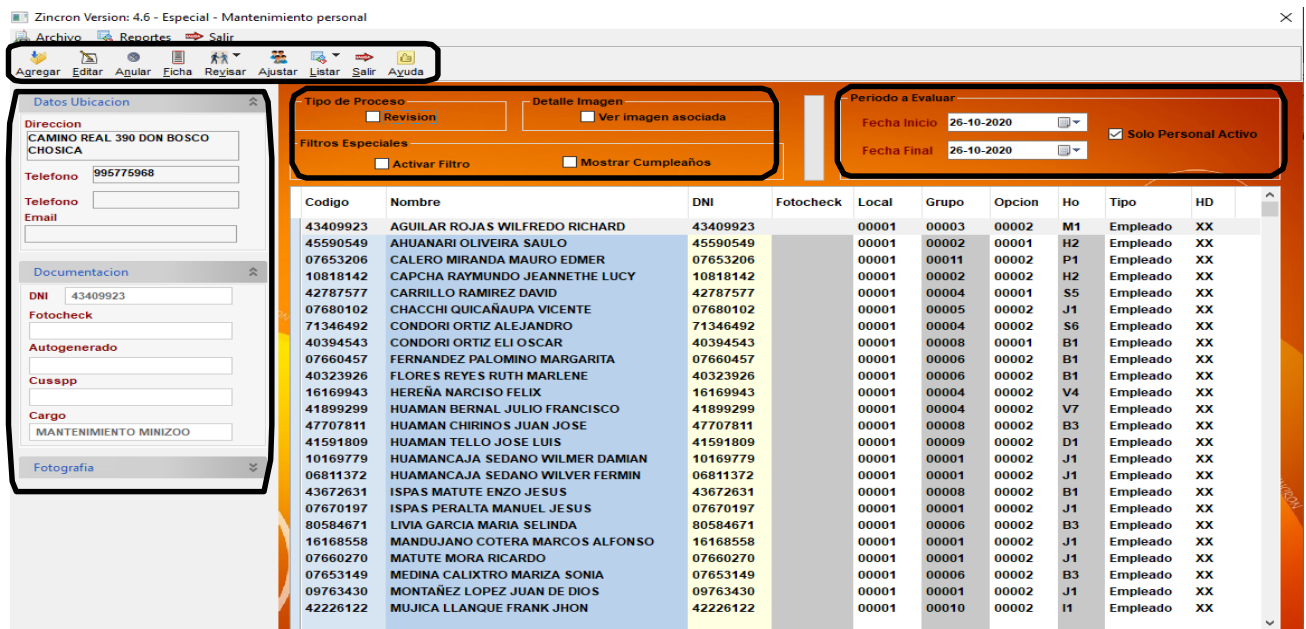 Zincron Version: 4.6 - Especial - Mantenimiento personal
Archivo Reportes Salir
Agregar Editar Anular Ficha Revisar Ajustar Listar Salir Ayuda
Datos Ubicacion
Direccion
CAMINO REAL 390 DON BOSCO
CHOSICA
Telefono 995775968
Telefono
Email
Documentacion
DNI 43409923
Fotocheck
Autogenerado
Cusspp
Cargo
MANTENIMIENTO MINIZOO
Fotografia
Tipo de Proceso
Revision
Detalle Imagen
Ver imagen asociada
Filtros Especiales
Activar Filtro Mostrar Cumpleaños
Periodo a Evaluar
Fecha Inicio 26-10-2020
Fecha Final 26-10-2020
Solo Personal Activo
Codigo Nombre DNI Fotocheck Local Grupo Opcion Ho Tipo HD
43409923 AGUILAR ROJAS WILFREDO RICHARD 43409923 00001 00003 00002 M1 Empleado XX
45590549 AHUANARI OLIVEIRA SAULO 45590549 00001 00002 00001 H2 Empleado XX
07653206 CALERO MIRANDA MAURO EDMER 07653206 00001 00011 00002 P1 Empleado XX
10818142 CAPCHA RAYMUNDO JEANNETHE LUCY 10818142 00001 00002 00002 H2 Empleado XX
42787577 CARRILLO RAMIREZ DAVID 42787577 00001 00004 00001 S5 Empleado XX
07680102 CHACCHI QUICAÑAUPA VICENTE 07680102 00001 00005 00002 J1 Empleado XX
71346492 CONDORI ORTIZ ALEJANDRO 71346492 00001 00004 00002 S6 Empleado XX
40394543 CONDORI ORTIZ ELI OSCAR 40394543 00001 00008 00001 B1 Empleado XX
07660457 FERNANDEZ PALOMINO MARGARITA 07660457 00001 00006 00002 B1 Empleado XX
40323926 FLORES REYES RUTH MARLENE 40323926 00001 00006 00002 B1 Empleado XX
16169943 HEREÑA NARCISO FELIX 16169943 00001 00004 00002 V4 Empleado XX
41899299 HUAMAN BERNAL JULIO FRANCISCO 41899299 00001 00004 00002 V7 Empleado XX
47707811 HUAMAN CHIRINOS JUAN JOSE 47707811 00001 00008 00002 B3 Empleado XX
41591809 HUAMAN TELLO JOSE LUIS 41591809 00001 00009 00002 D1 Empleado XX
10169779 HUAMANCAJA SEDANO WILMER DAMIAN 10169779 00001 00001 00002 J1 Empleado XX
06811372 HUAMANCAJA SEDANO WILVER FERMIN 06811372 00001 00001 00002 J1 Empleado XX
43672631 ISPAS MATUTE ENZO JESUS 43672631 00001 00008 00002 B1 Empleado XX
07670197 ISPAS PERALTA MANUEL JESUS 07670197 00001 00001 00002 J1 Empleado XX
80584671 LIVIA GARCIA MARIA SELINDA 80584671 00001 00006 00002 B3 Empleado XX
16168558 MANDUJANO COTERA MARCOS ALFONSO 16168558 00001 00001 00002 J1 Empleado XX
07660270 MATUTE MORA RICARDO 07660270 00001 00001 00002 J1 Empleado XX
07653149 MEDINA CALIXTRO MARIZA SONIA 07653149 00001 00006 00002 B3 Empleado XX
09763430 MONTAÑEZ LOPEZ JUAN DE DIOS 09763430 00001 00001 00002 J1 Empleado XX
42226122 MUJICA LLANQUE FRANK JHON 42226122 00001 00010 00002 I1 Empleado XX